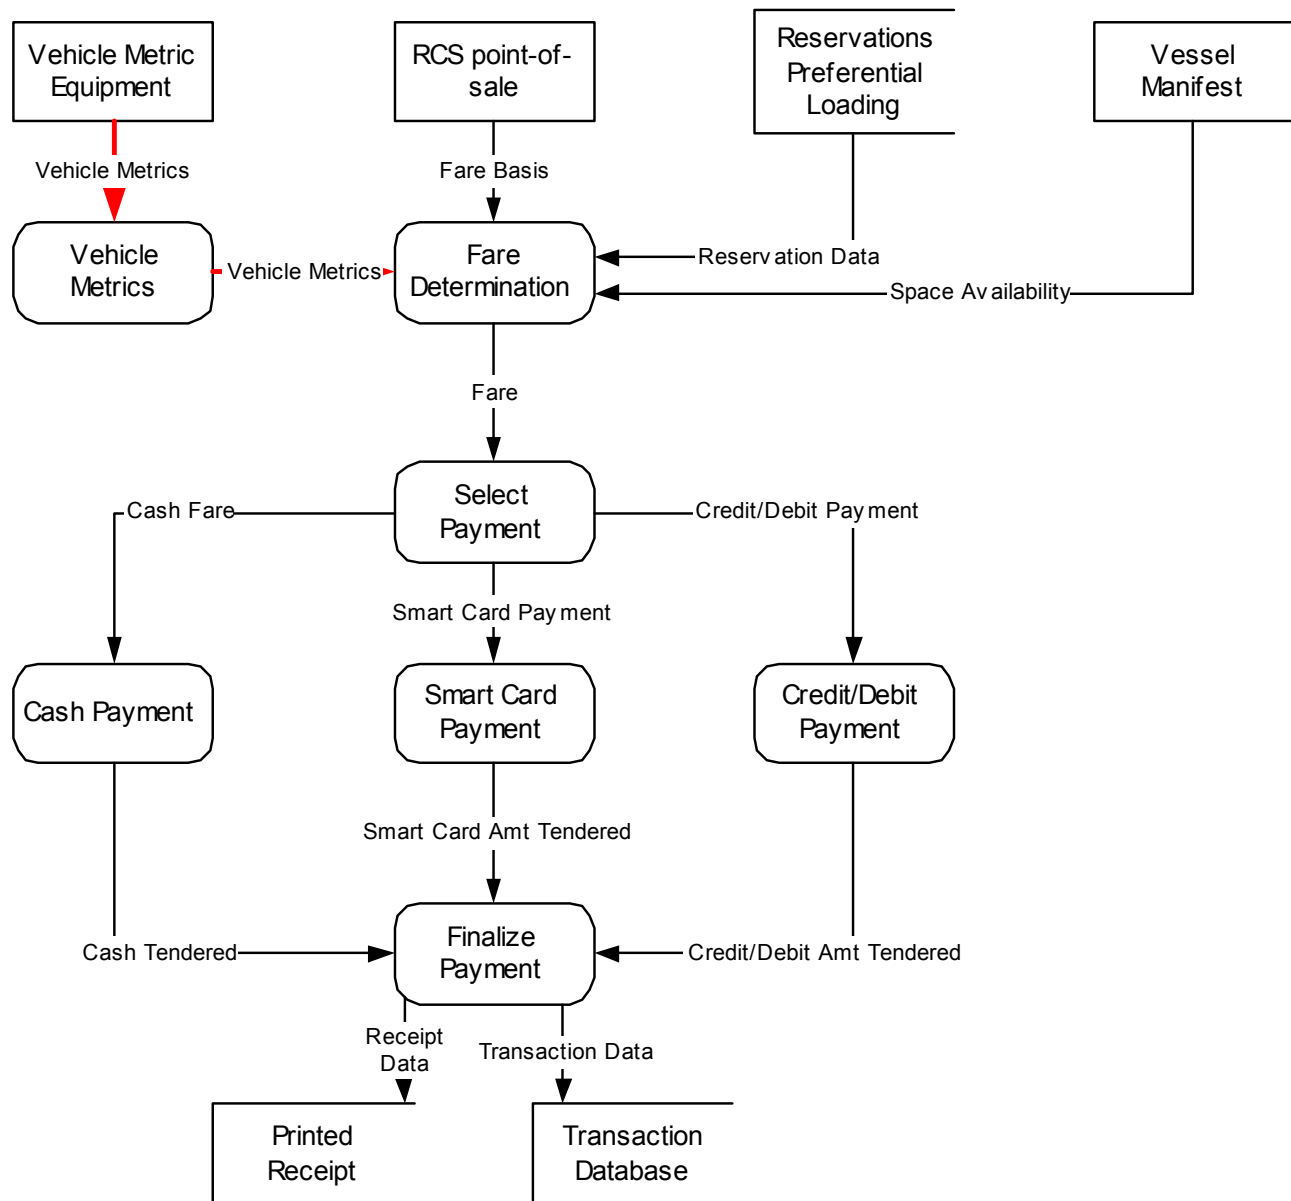 Vehicle Metric
Equipment
RCS point-of-
sale
Reservations
Preferential
Loading
Vessel
Manifest
Vehicle Metrics
Fare Basis
Vehicle
Metrics
Vehicle Metrics
Fare
Determination
Reservation Data
Space Availability
Fare
Cash Fare
Select
Payment
Credit/Debit Payment
Smart Card Payment
Cash Payment
Smart Card
Payment
Credit/Debit
Payment
Smart Card Amt Tendered
Cash Tendered
Finalize
Payment
Credit/Debit Amt Tendered
Receipt
Data
Transaction Data
Printed
Receipt
Transaction
Database